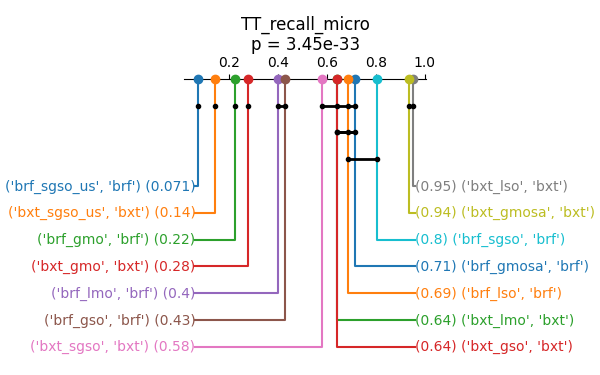 TT_recall_micro
p = 3.45e-33
0.2 0.4 0.6 0.8 1.0
('brf_sgso_us', 'brf') (0.071) (0.95) ('bxt_lso', 'bxt')
('bxt_sgso_us', 'bxt') (0.14) (0.94) ('bxt_gmosa', 'bxt')
('brf_gmo', 'brf') (0.22) (0.8) ('brf_sgso', 'brf')
('bxt_gmo', 'bxt') (0.28) (0.71) ('brf_gmosa', 'brf')
('brf_lmo', 'brf') (0.4) (0.69) ('brf_lso', 'brf')
('brf_gso', 'brf') (0.43) (0.64) ('bxt_lmo', 'bxt')
('bxt_sgso', 'bxt') (0.58) (0.64) ('bxt_gso', 'bxt')